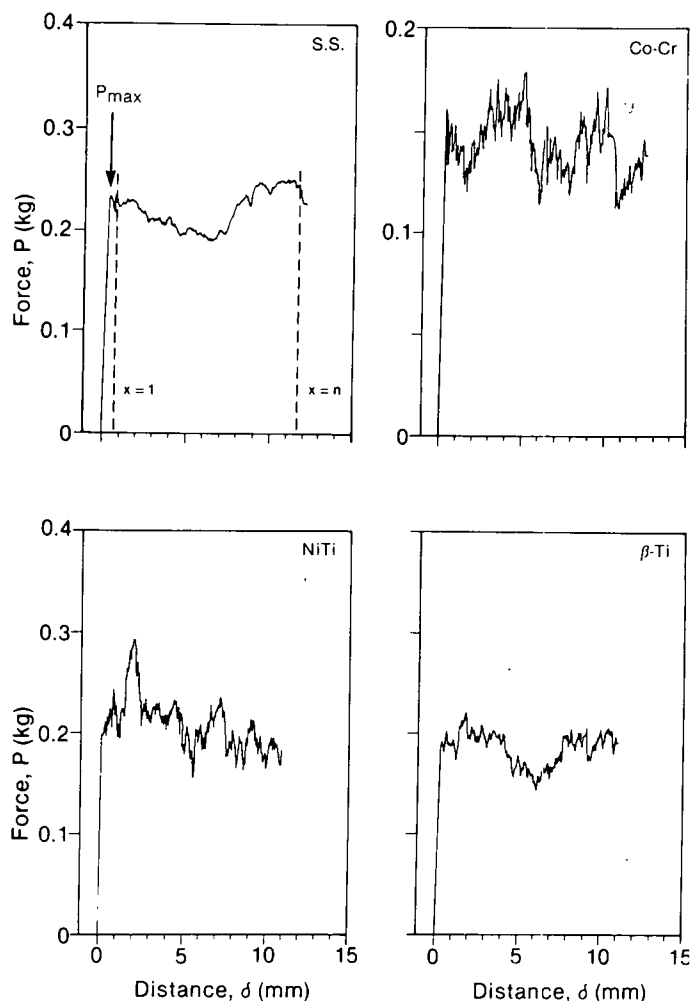 0.4
S.S.
Pmax
0.3
0.2
0.1
0
Force, P (kg)
x = 1
x = n
0.2
Co-Cr
0.1
0
0.4
NiTi
0.3
0.2
0.1
0
Force, P (kg)
0 5 10 15
Distance, δ (mm)
β-Ti
0 5 10 15
Distance, δ (mm)